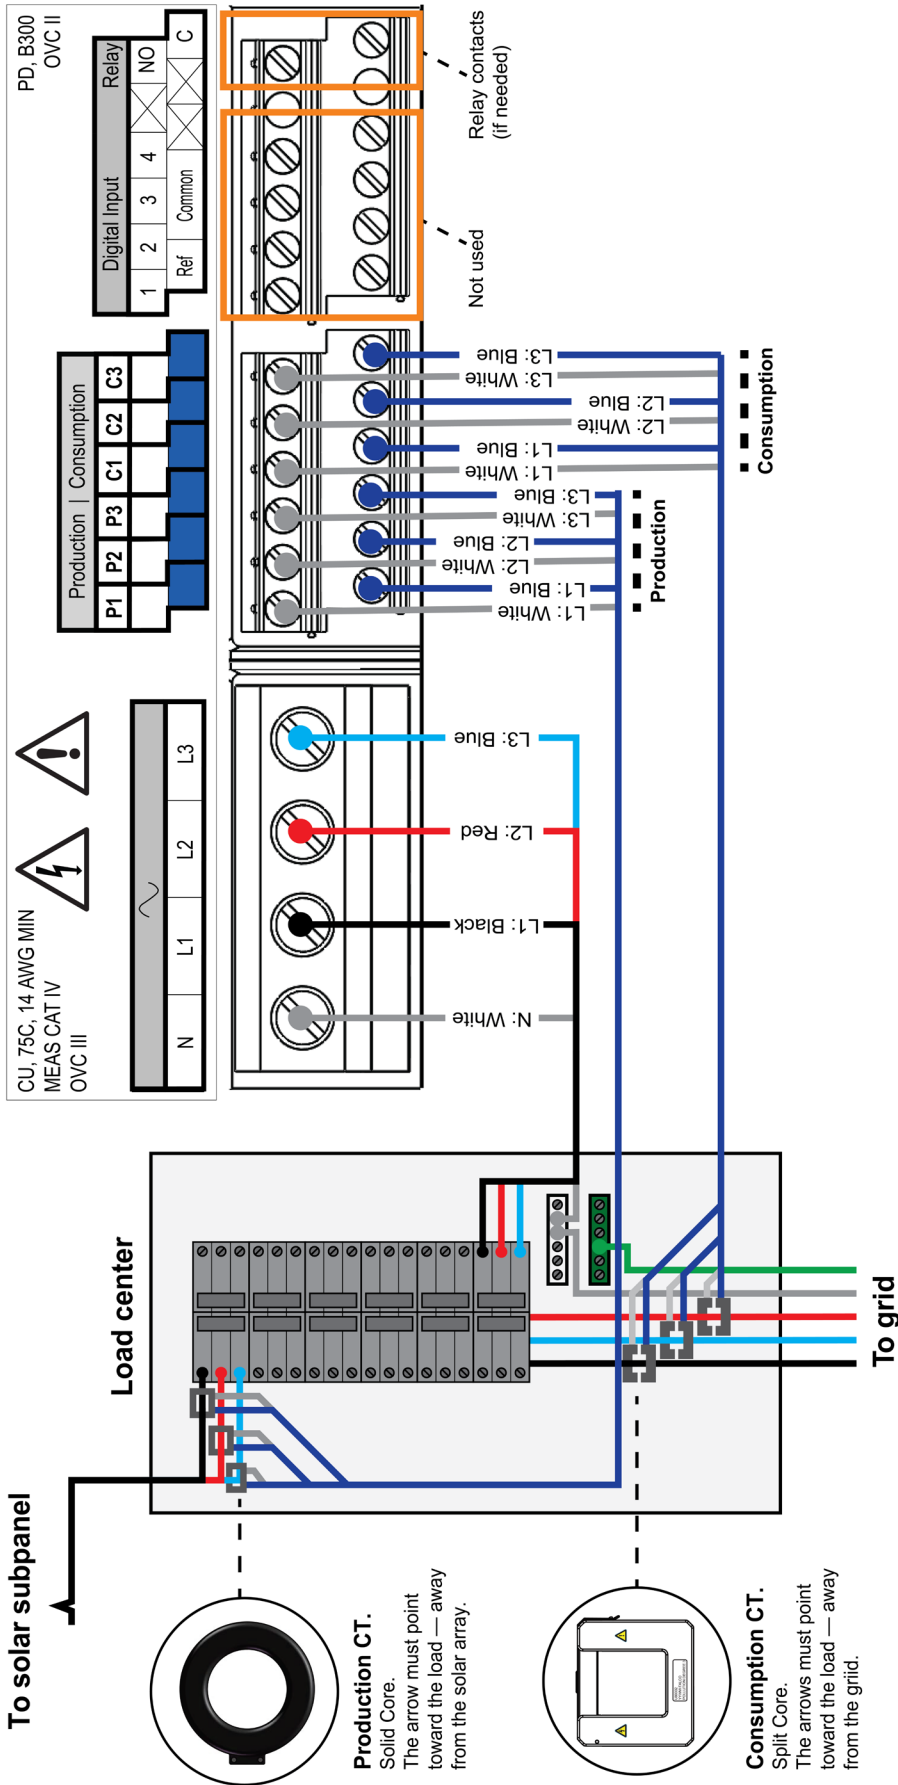 CU, 75C, 14 AWG MIN
MEAS CAT IV
OVC III
PD, B300
OVC II
N L1 L2 L3
Production | Consumption
P1 P2 P3 C1 C2 C3
Digital Input Relay
1 2 3 4 NO
Ref Common C
N: White
L1: Black
L2: Red
L3: Blue
L1: White
L1: Blue
L2: White
L2: Blue
L3: White
L3: Blue
L1: White
L1: Blue
L2: White
L2: Blue
L3: White
L3: Blue
Production
Consumption
Not used
Relay contacts
(if needed)
To solar subpanel
Load center
To grid
Production CT.
Solid Core.
The arrow must point
toward the load — away
from the solar array.
Consumption CT.
Split Core.
The arrows must point
toward the load — away
from the griid.